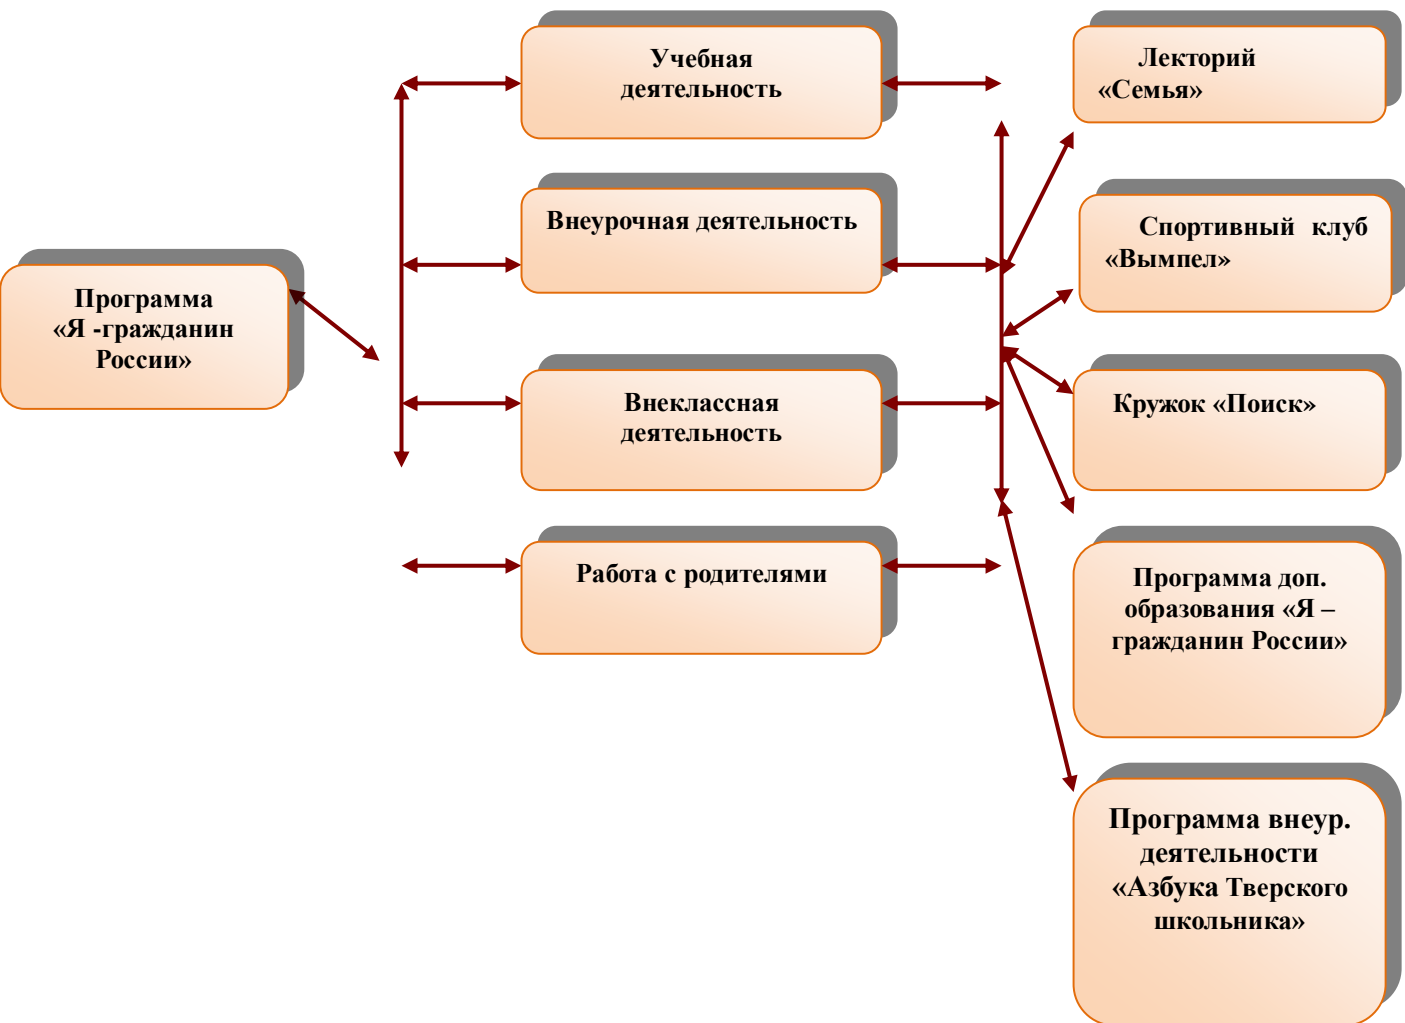 Программа
«Я -гражданин
России»
Учебная
деятельность
Внеурочная деятельность
Внеклассная
деятельность
Работа с родителями
Лекторий
«Семья»
Спортивный клуб
«Вымпел»
Кружок «Поиск»
Программа доп.
образования «Я –
гражданин России»
Программа внеур.
деятельности
«Азбука Тверского
школьника»